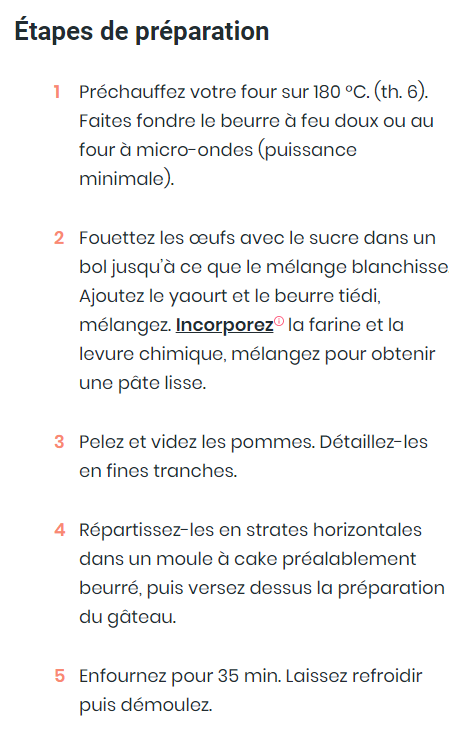 Étapes de préparation
1 Préchauffez votre four sur 180 °C. (th. 6).
Faites fondre le beurre à feu doux ou au
four à micro-ondes (puissance
minimale).
2 Fouettez les œufs avec le sucre dans un
bol jusqu'à ce que le mélange blanchisse
Ajoutez le yaourt et le beurre tiédi,
mélangez. Incorporez la farine et la
levure chimique, mélangez pour obtenir
une pâte lisse.
3 Pelez et videz les pommes. Détaillez-les
en fines tranches.
4 Répartissez-les en strates horizontales
dans un moule à cake préalablement
beurré, puis versez dessus la préparation
du gâteau.
5 Enfournez pour 35 min. Laissez refroidir
puis démoulez.